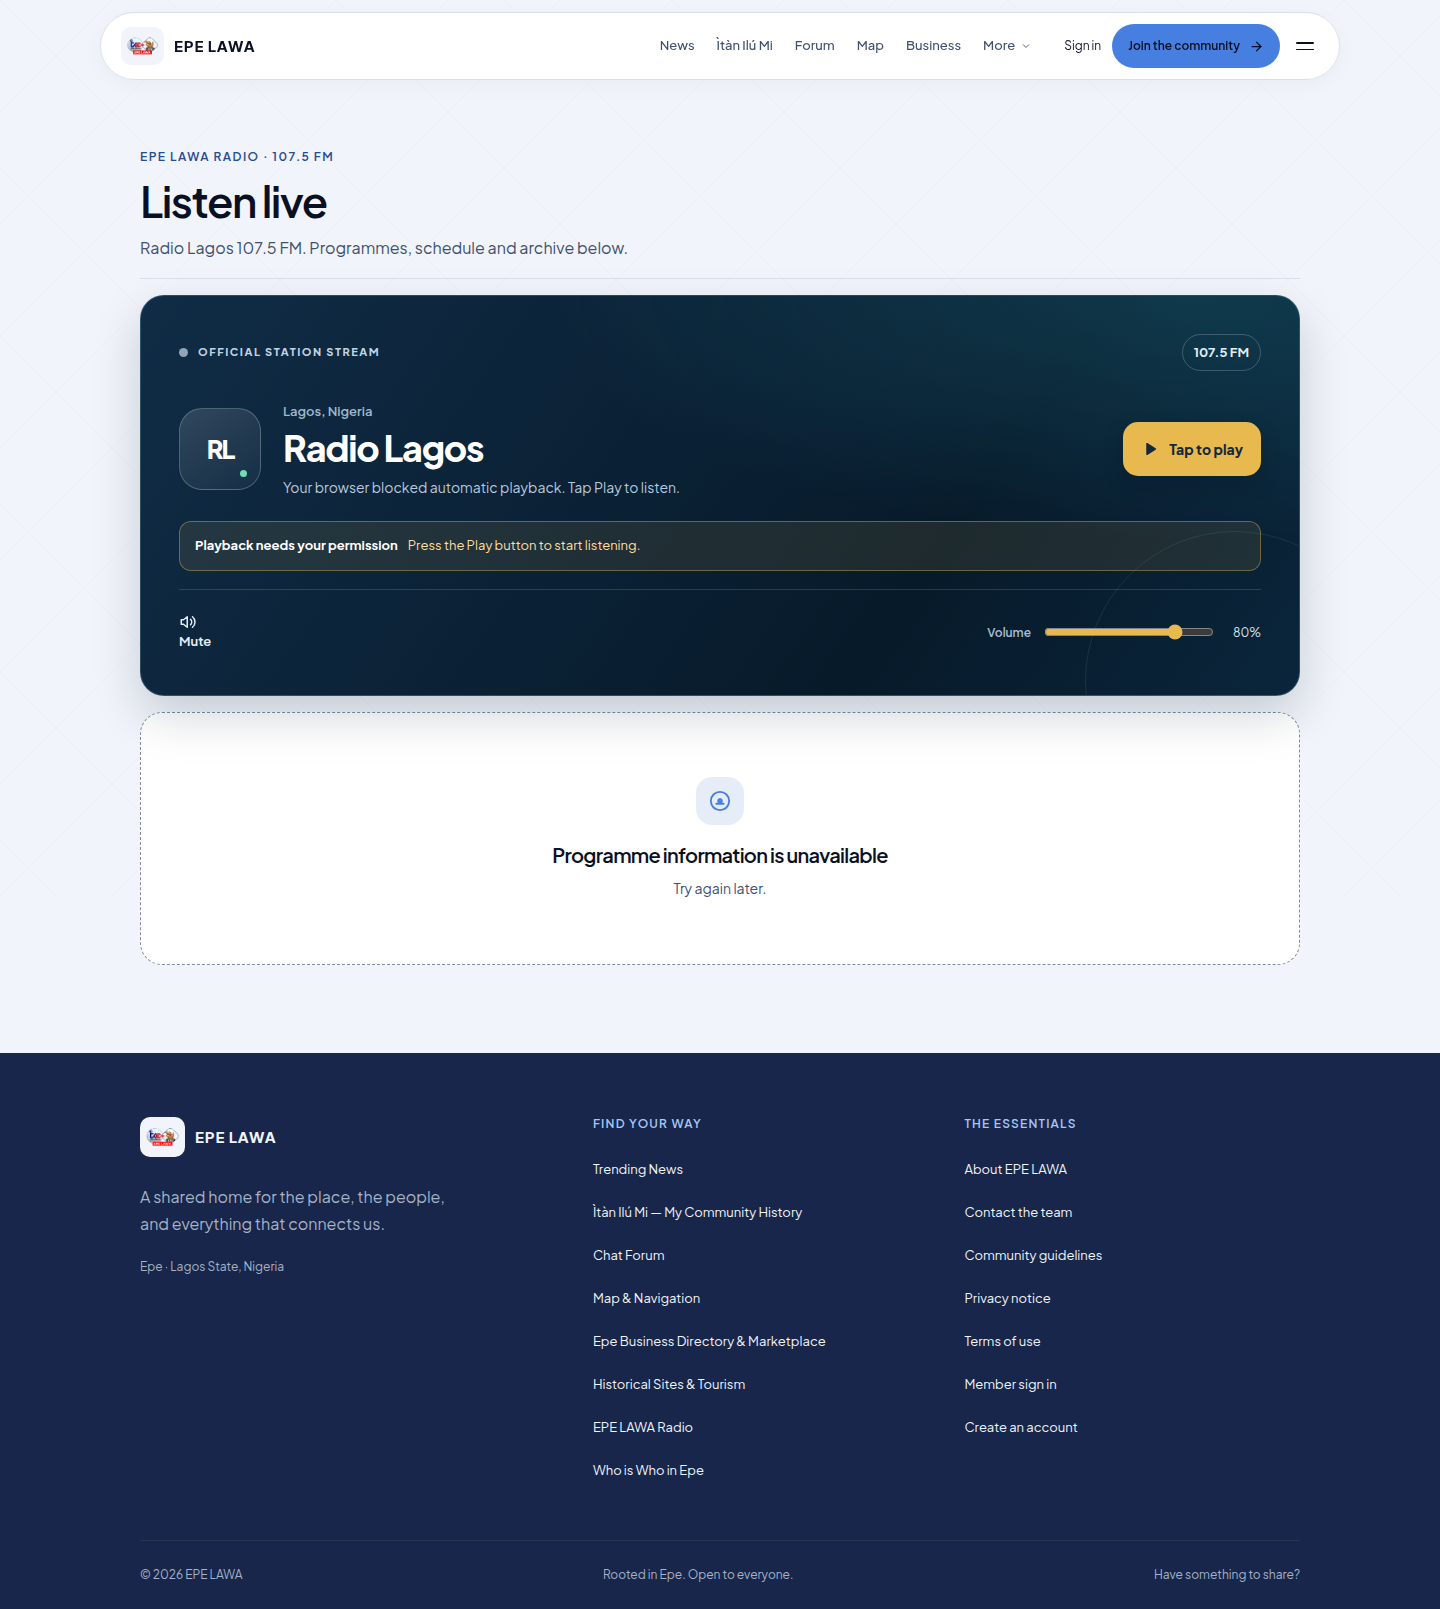 EPE LAWA
News
Ìtàn Ilú Mi
Forum
Map
Business
More
Sign in
Join the community
EPE LAWA RADIO · 107.5 FM
Listen live
Radio Lagos 107.5 FM. Programmes, schedule and archive below.
OFFICIAL STATION STREAM
107.5 FM
RL
Lagos, Nigeria
Radio Lagos
Your browser blocked automatic playback. Tap Play to listen.
Tap to play
Playback needs your permission Press the Play button to start listening.
Mute
Volume
80%
Programme information is unavailable
Try again later.
EPE LAWA
A shared home for the place, the people,
and everything that connects us.
Epe · Lagos State, Nigeria
FIND YOUR WAY
Trending News
Ìtàn Ilú Mi — My Community History
Chat Forum
Map & Navigation
Epe Business Directory & Marketplace
Historical Sites & Tourism
EPE LAWA Radio
Who is Who in Epe
THE ESSENTIALS
About EPE LAWA
Contact the team
Community guidelines
Privacy notice
Terms of use
Member sign in
Create an account
© 2026 EPE LAWA
Rooted in Epe. Open to everyone.
Have something to share?